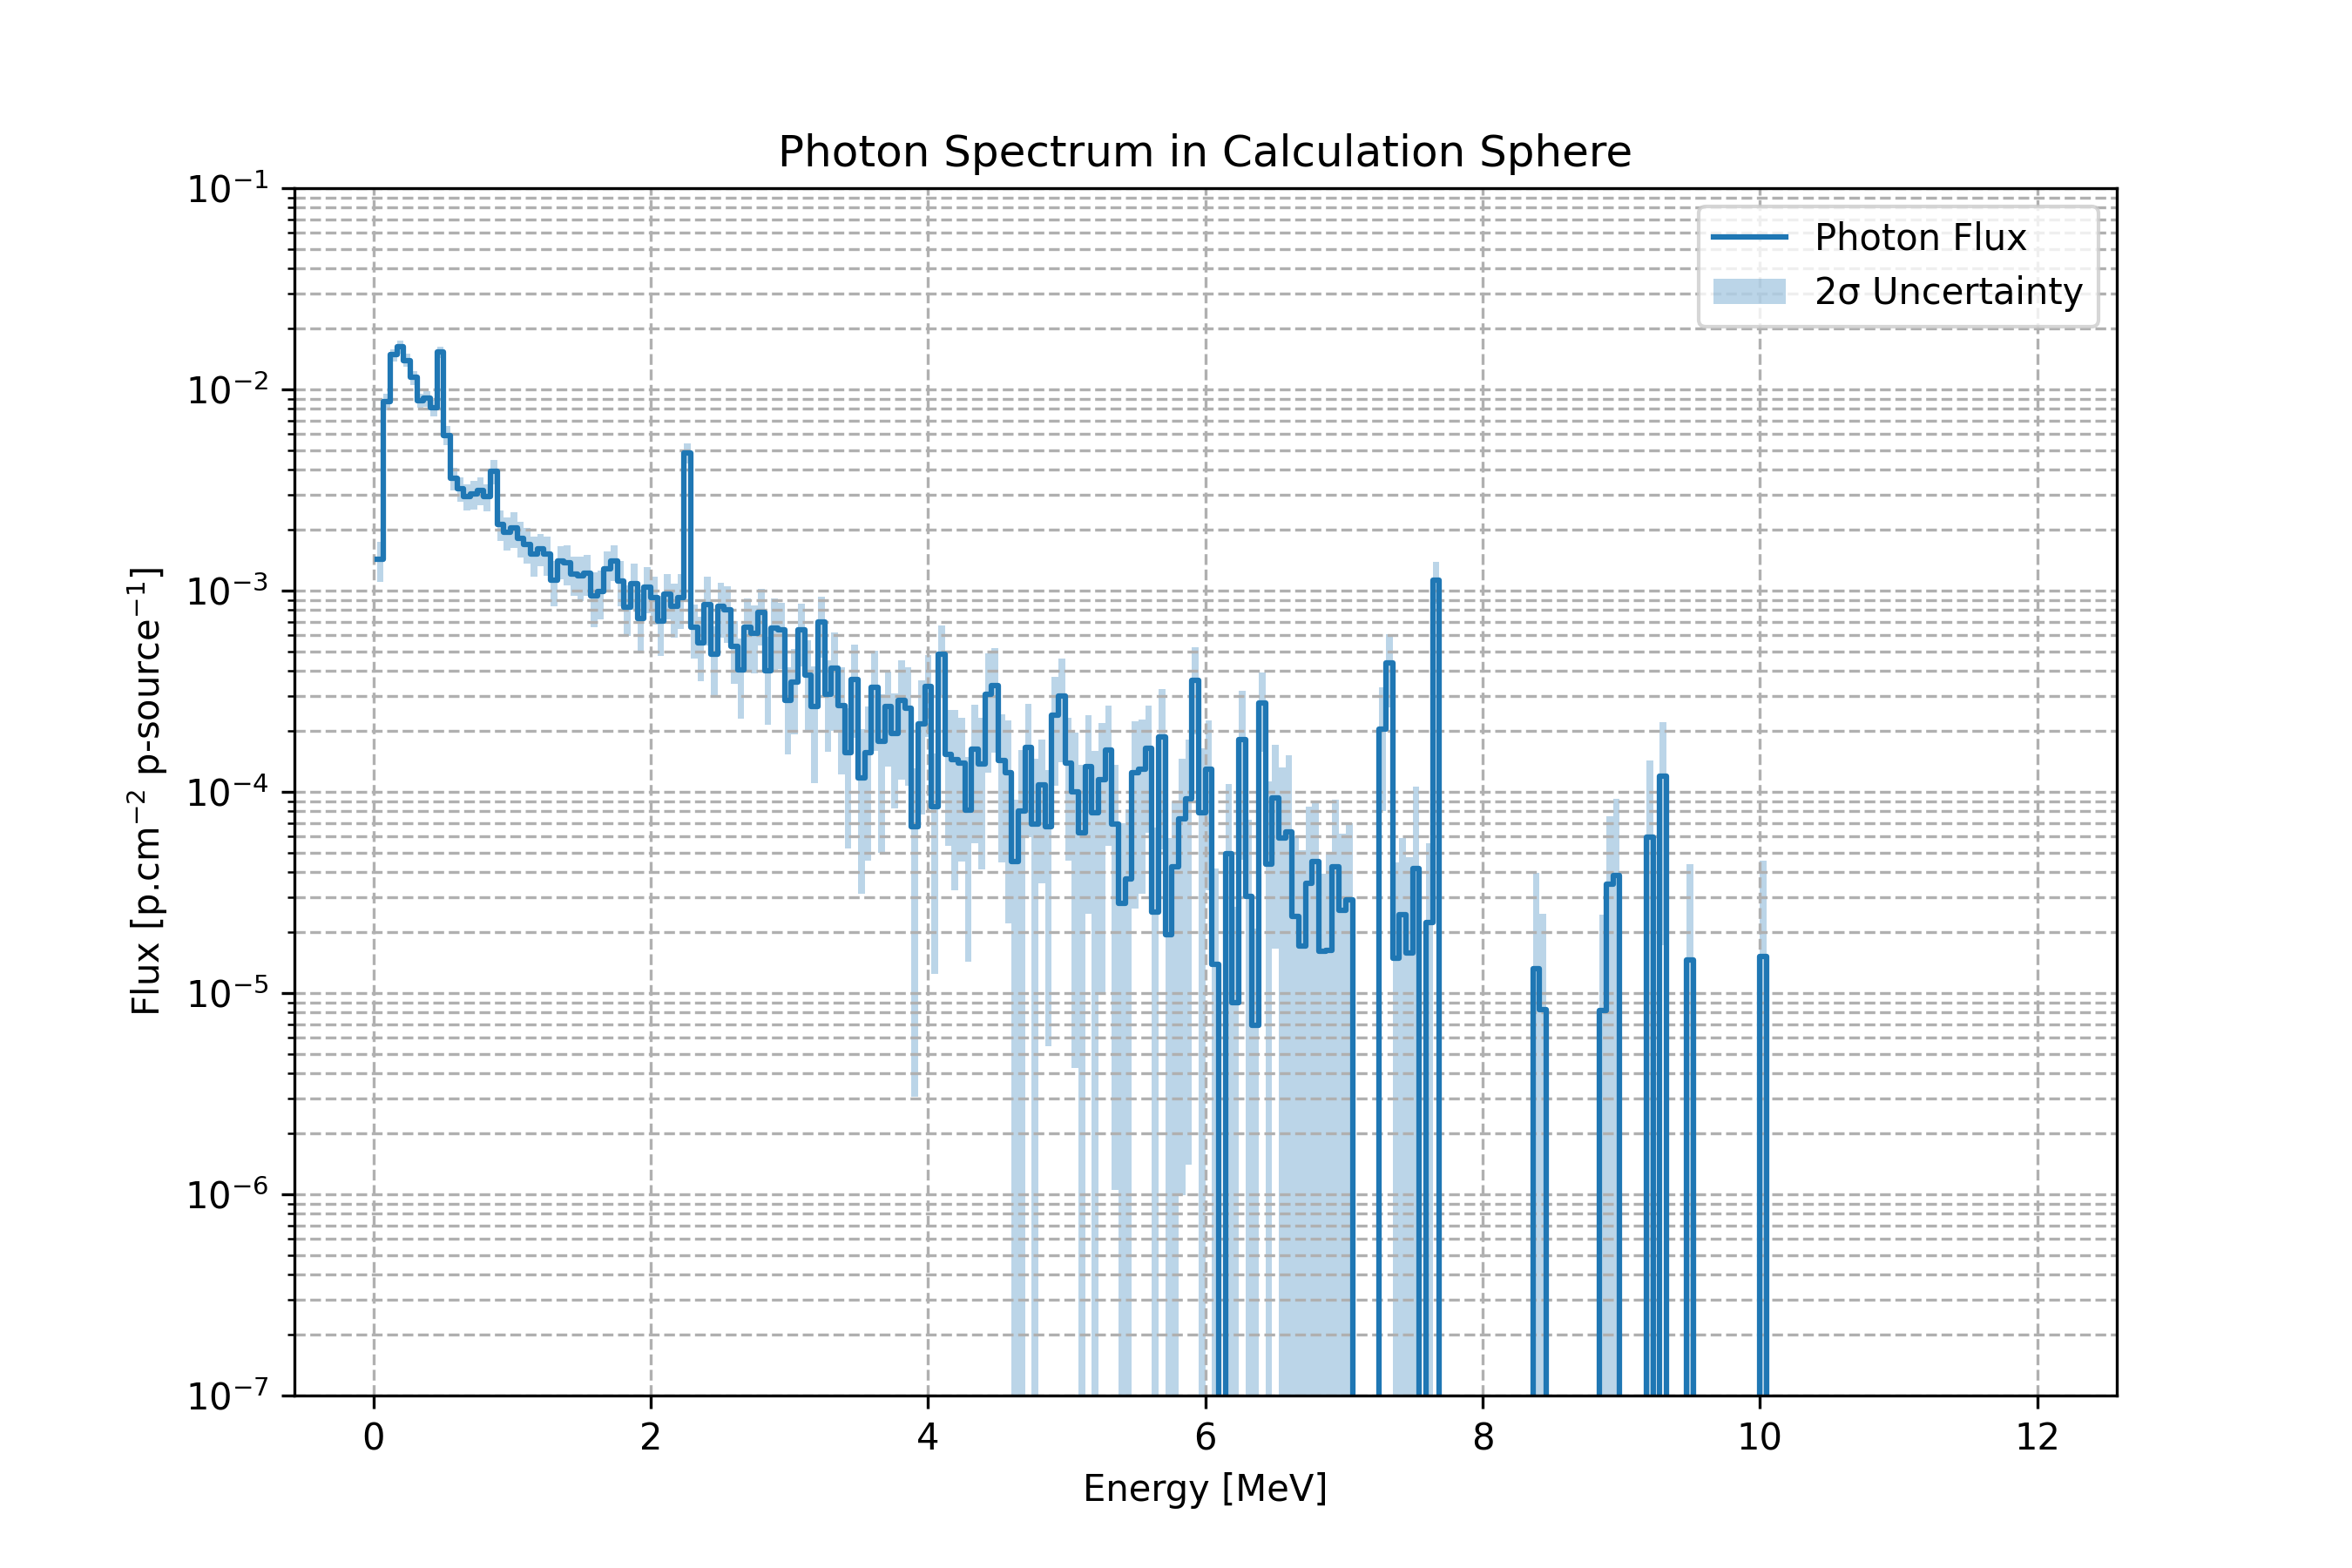 Photon Spectrum in Calculation Sphere
Photon Flux
2σ Uncertainty
Flux [p.cm⁻² p-source⁻¹]
10⁻¹
10⁻²
10⁻³
10⁻⁴
10⁻⁵
10⁻⁶
10⁻⁷
0 2 4 6 8 10 12
Energy [MeV]